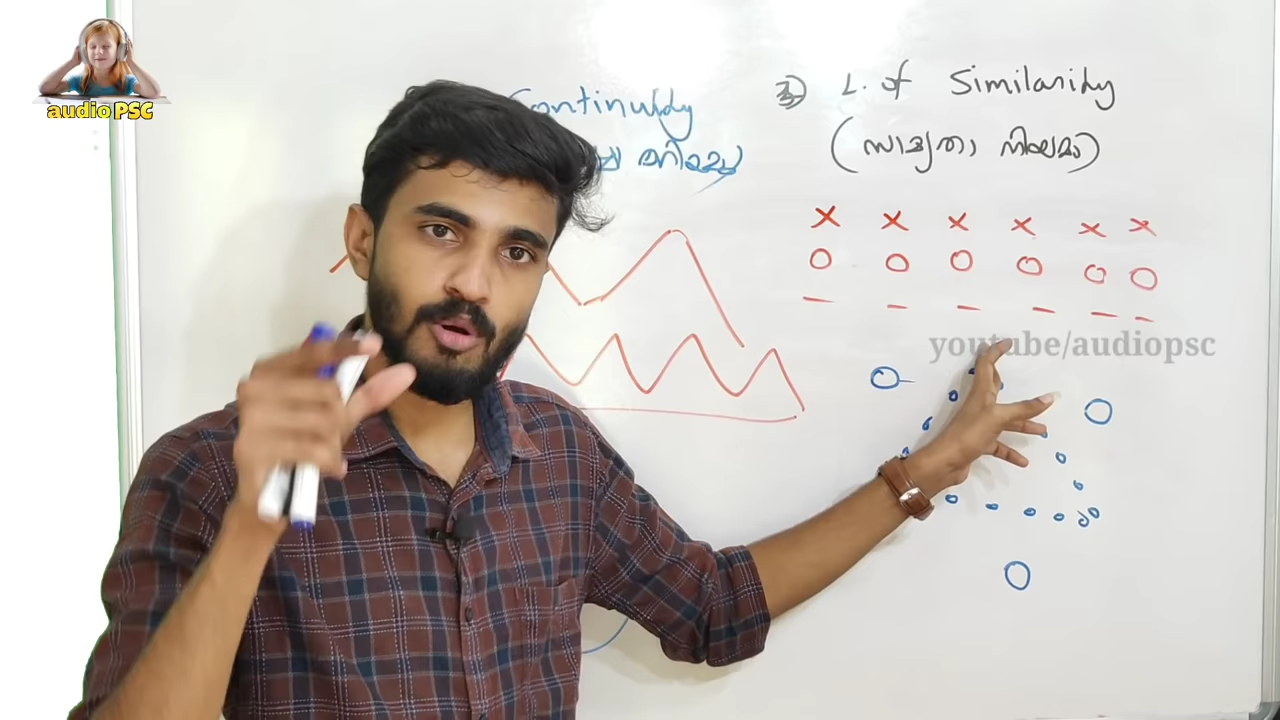 audio PSC
Continuity
3) L. of Similarity
(സാമ്യതാ നിയമം)
x x x x x x
O O O O O O
— — — — — —
youtube/audiopsc